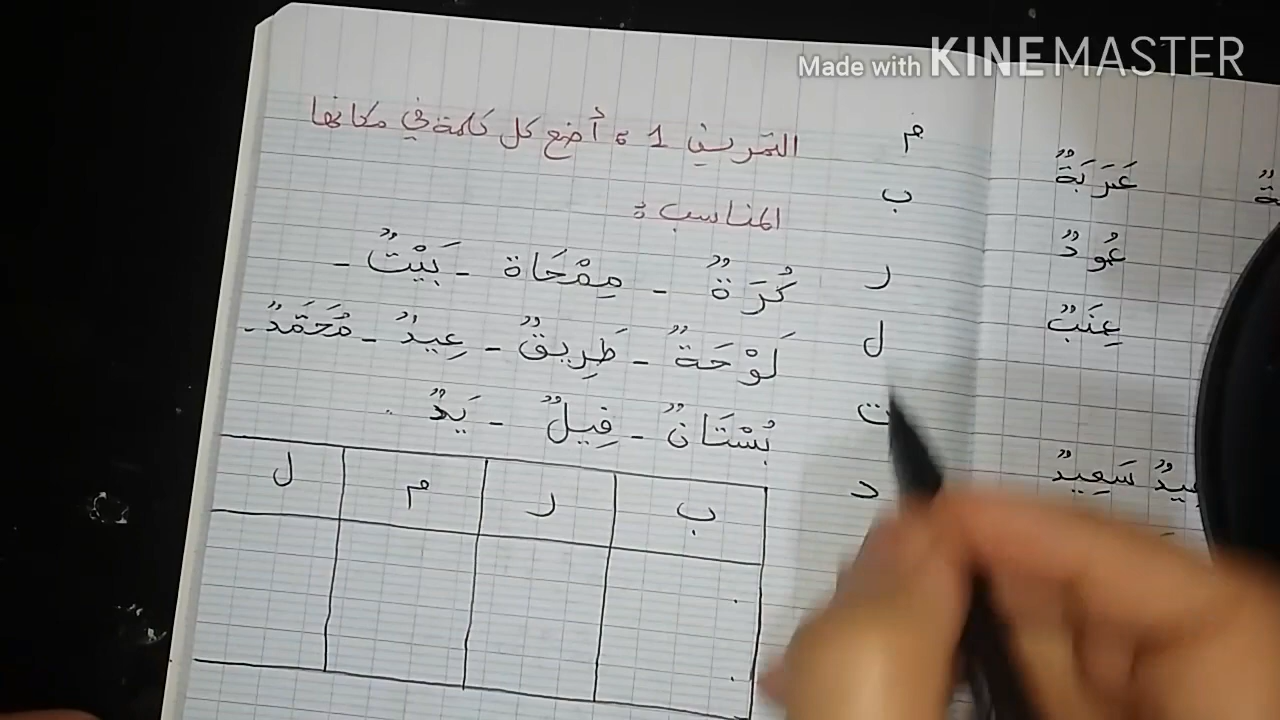 Made with KINEMASTER
التمرين 1 : أضع كل كلمة في مكانها
المناسب :
كُرَةٌ - مِمْحَاة - بَيْتٌ -
لَوْحَةٌ - طَرِيقٌ - عِيدٌ - مُحَمَّدٌ -
بُسْتَانٌ - فِيلٌ - يَدٌ .
ب ر م ل
م
ب
ر
ل
ت
د
عَرَبَةٌ
عُودٌ
عِنَبٌ
سَعِيدٌ